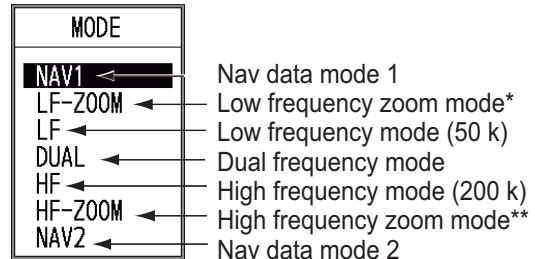 MODE
NAV1
LF-ZOOM
LF
DUAL
HF
HF-ZOOM
NAV2
Nav data mode 1
Low frequency zoom mode*
Low frequency mode (50 k)
Dual frequency mode
High frequency mode (200 k)
High frequency zoom mode**
Nav data mode 2